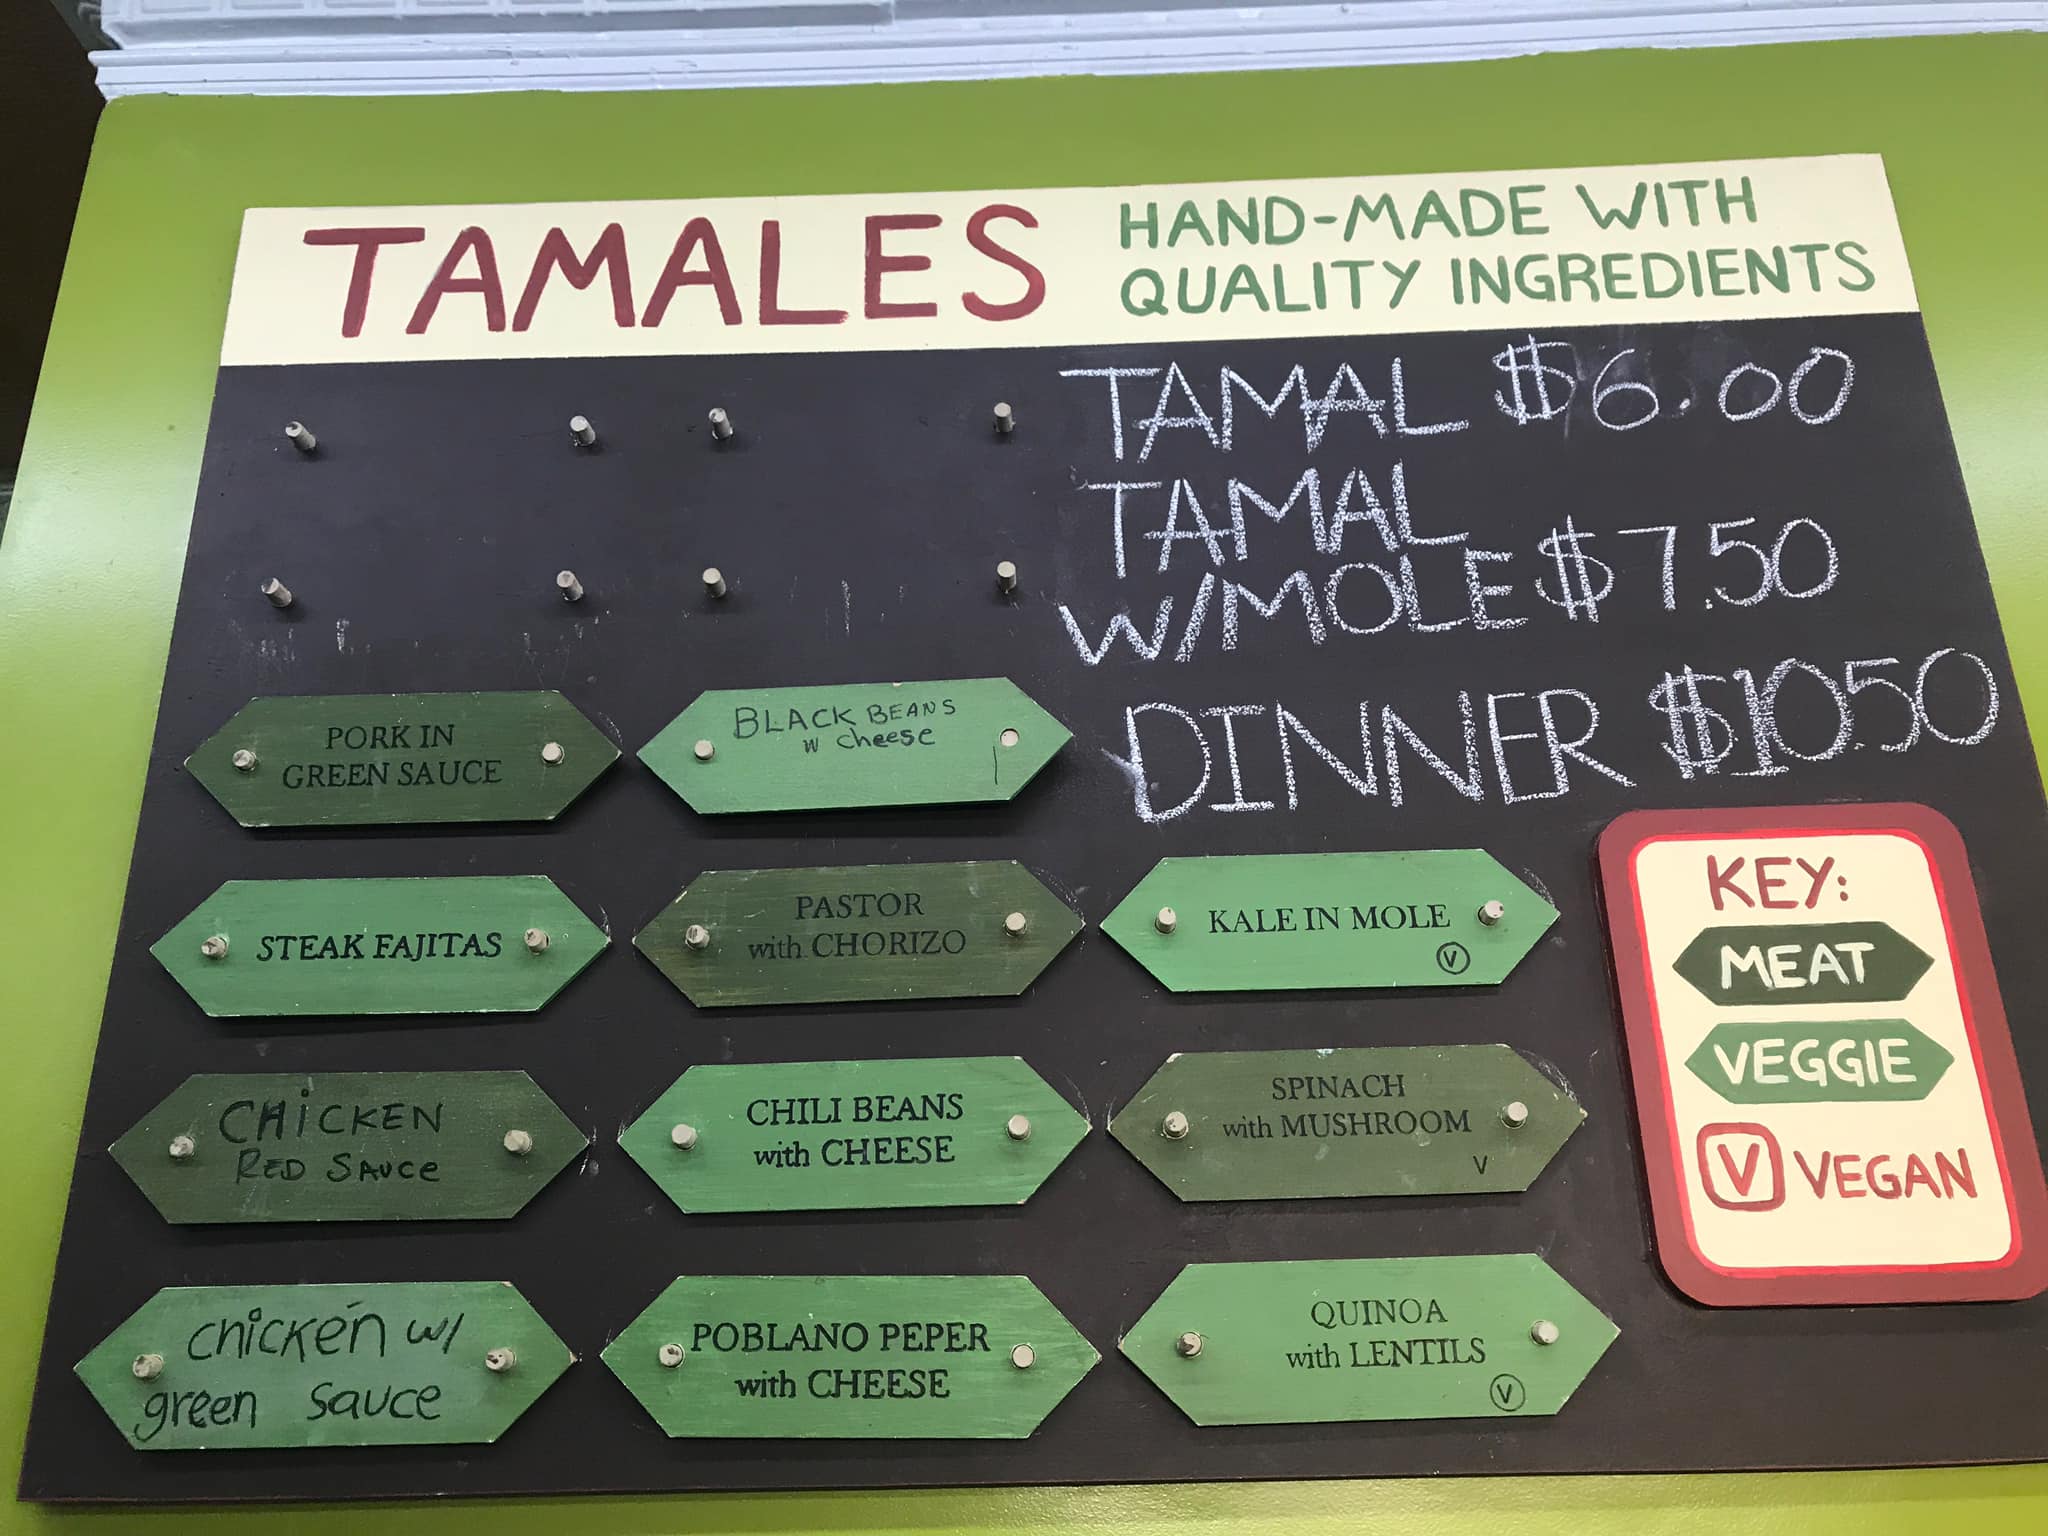 TAMALES
HAND-MADE WITH
QUALITY INGREDIENTS
TAMAL $6.00
TAMAL
W/MOLE $7.50
DINNER $10.50
PORK IN
GREEN SAUCE
BLACK BEANS
W cheese
STEAK FAJITAS
PASTOR
with CHORIZO
KALE IN MOLE
V
CHICKEN
RED SAUCE
CHILI BEANS
with CHEESE
SPINACH
with MUSHROOM
V
chicken w/
green sauce
POBLANO PEPER
with CHEESE
QUINOA
with LENTILS
V
KEY:
MEAT
VEGGIE
V VEGAN